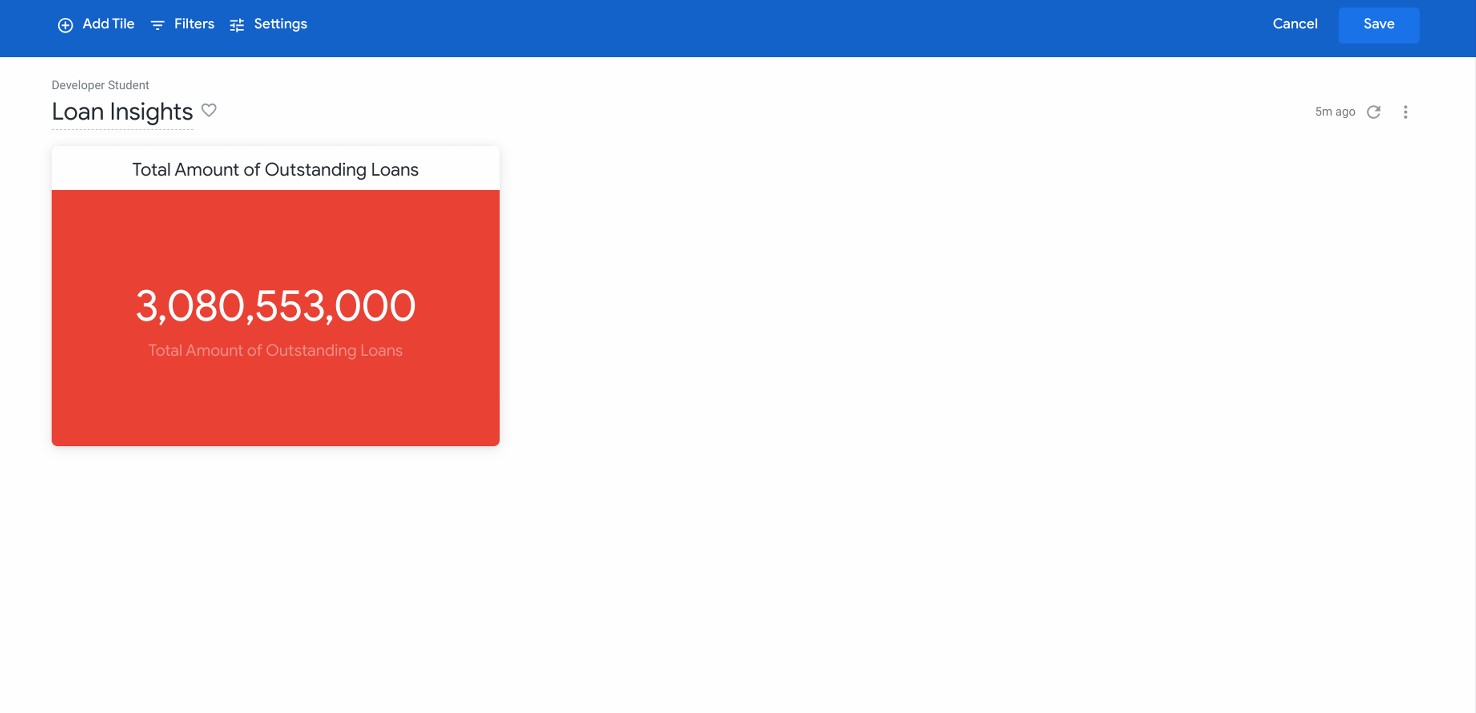 Add Tile Filters Settings Cancel Save
Developer Student
Loan Insights
5m ago
Total Amount of Outstanding Loans
3,080,553,000
Total Amount of Outstanding Loans